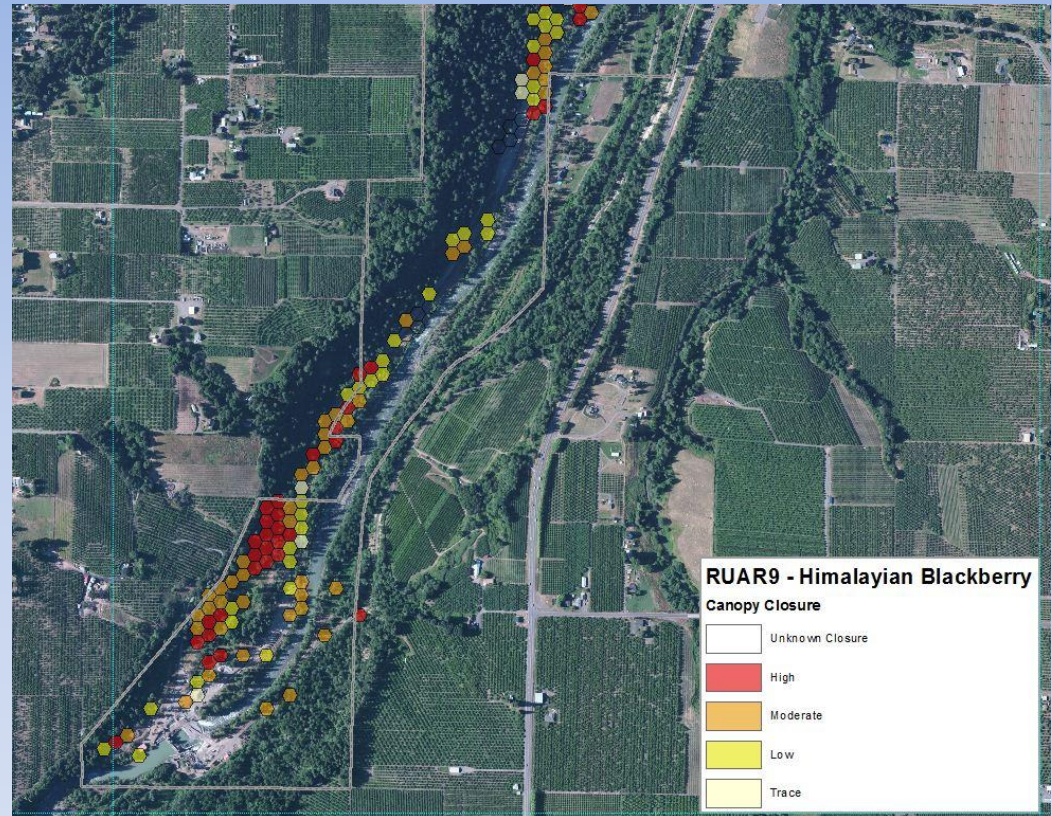 RUAR9 - Himalayian Blackberry
Canopy Closure
Unknown Closure
High
Moderate
Low
Trace